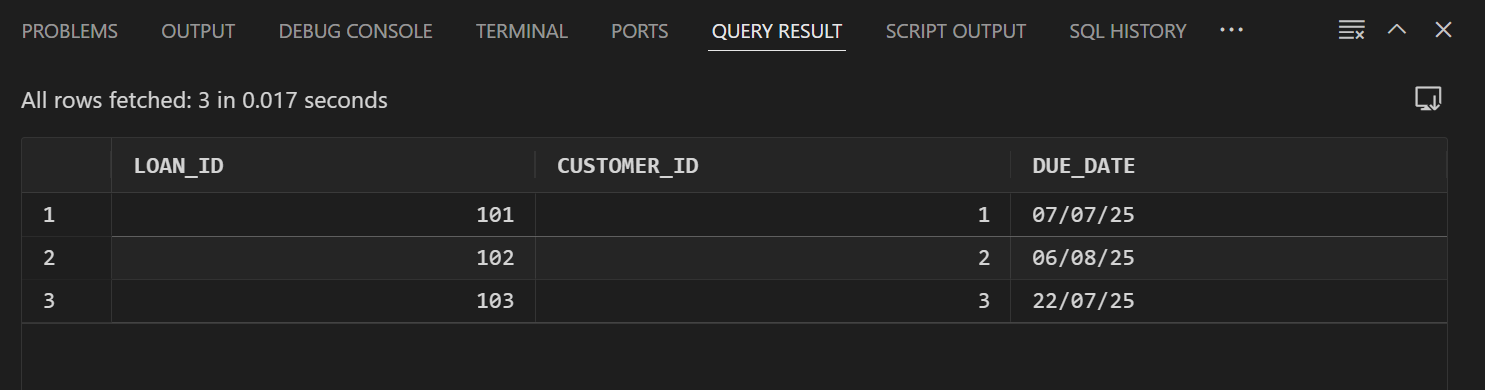 PROBLEMS OUTPUT DEBUG CONSOLE TERMINAL PORTS QUERY RESULT SCRIPT OUTPUT SQL HISTORY ···
All rows fetched: 3 in 0.017 seconds
LOAN_ID CUSTOMER_ID DUE_DATE
1 101 1 07/07/25
2 102 2 06/08/25
3 103 3 22/07/25